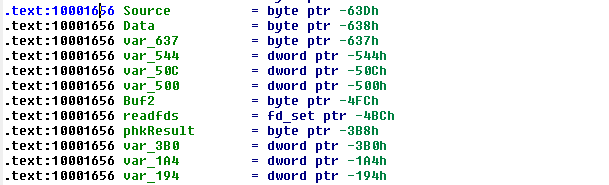 .text:10001656 Source = byte ptr -63Dh
.text:10001656 Data = byte ptr -638h
.text:10001656 var_637 = byte ptr -637h
.text:10001656 var_544 = dword ptr -544h
.text:10001656 var_50C = dword ptr -50Ch
.text:10001656 var_500 = dword ptr -500h
.text:10001656 Buf2 = byte ptr -4FCh
.text:10001656 readfds = fd_set ptr -4BCh
.text:10001656 phkResult = byte ptr -3B8h
.text:10001656 var_3B0 = dword ptr -3B0h
.text:10001656 var_1A4 = dword ptr -1A4h
.text:10001656 var_194 = dword ptr -194h